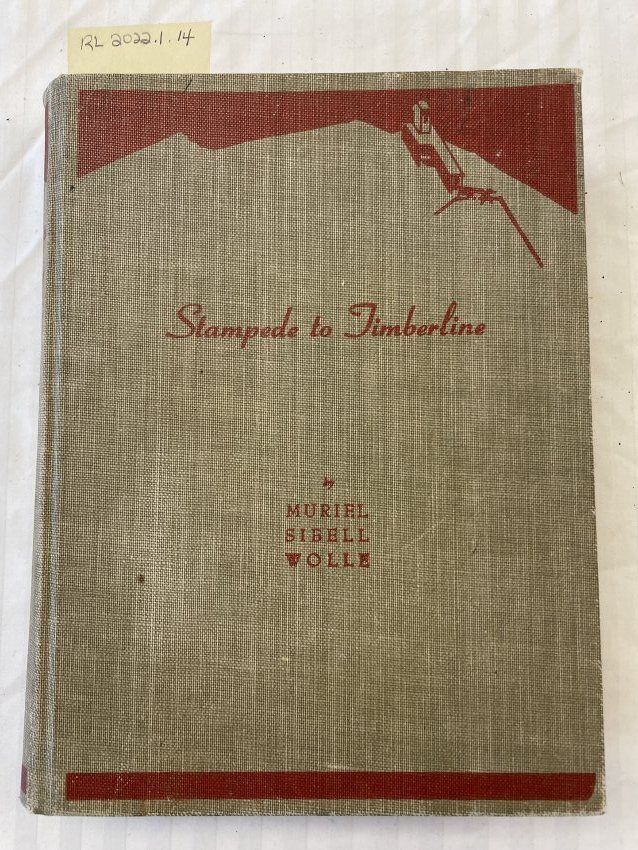 RL 2022.1.14
Stampede to Timberline
by
MURIEL
SIBELL
WOLLE